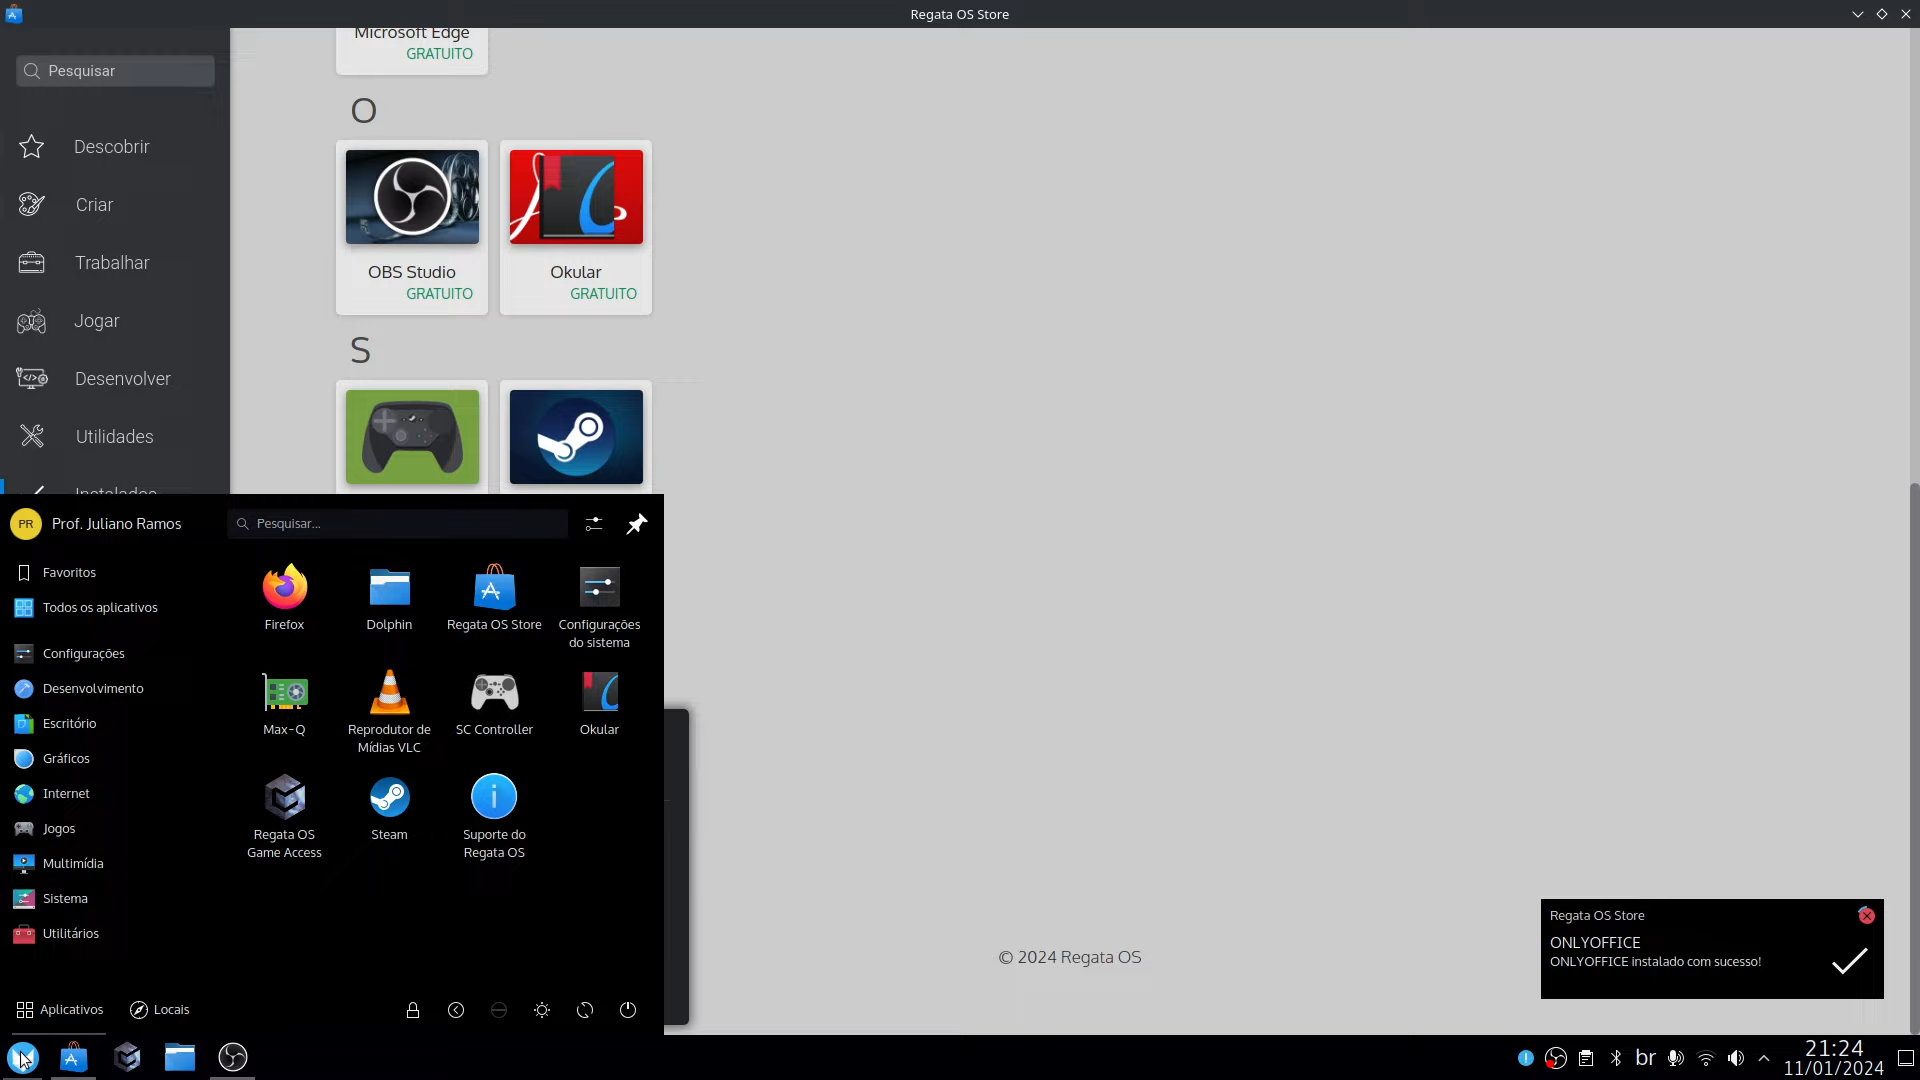 Regata OS Store
Pesquisar
Descobrir
Criar
Trabalhar
Jogar
Desenvolver
Utilidades
Instalados
Microsoft Edge
GRATUITO
O
OBS Studio
GRATUITO
Okular
GRATUITO
S
PR
Prof. Juliano Ramos
Pesquisar...
Favoritos
Todos os aplicativos
Configurações
Desenvolvimento
Escritório
Gráficos
Internet
Jogos
Multimídia
Sistema
Utilitários
Firefox
Dolphin
Regata OS Store
Configurações
do sistema
Max-Q
Reprodutor de
Mídias VLC
SC Controller
Okular
Regata OS
Game Access
Steam
Suporte do
Regata OS
Aplicativos
Locais
© 2024 Regata OS
Regata OS Store
ONLYOFFICE
ONLYOFFICE instalado com sucesso!
br
21:24
11/01/2024